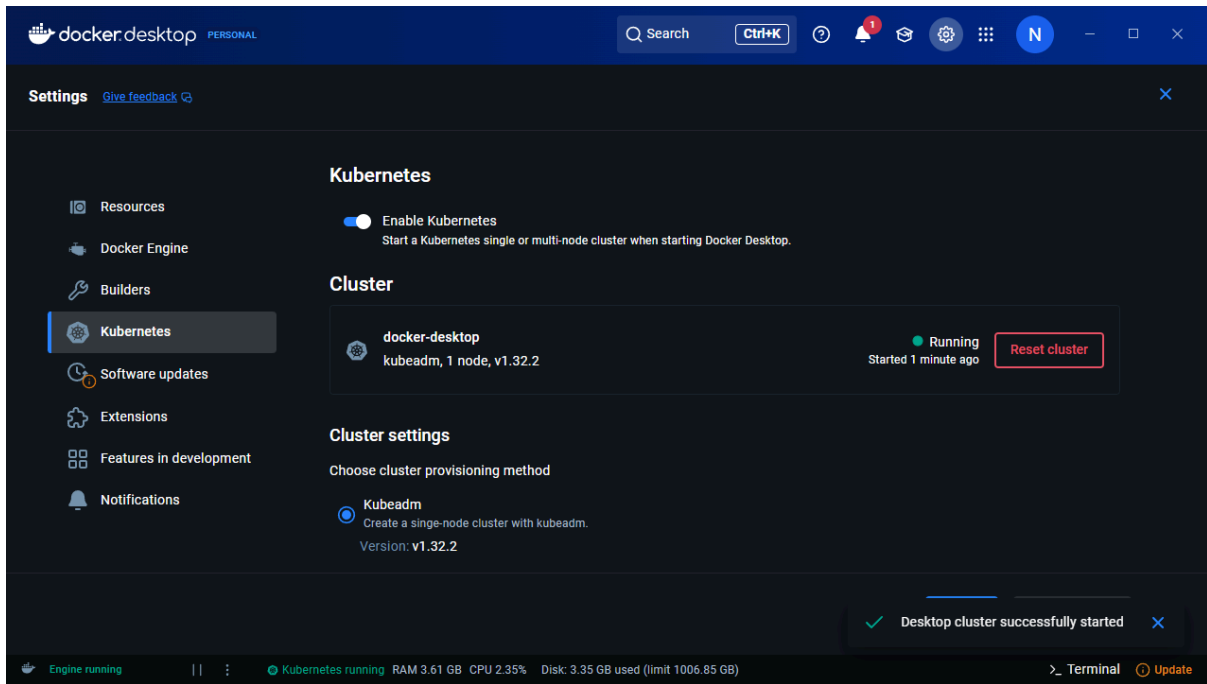 docker.desktop PERSONAL
Search Ctrl+K
1
N
Settings Give feedback
Resources
Docker Engine
Builders
Kubernetes
Software updates
Extensions
Features in development
Notifications
Kubernetes
Enable Kubernetes
Start a Kubernetes single or multi-node cluster when starting Docker Desktop.
Cluster
docker-desktop
kubeadm, 1 node, v1.32.2
Running
Started 1 minute ago
Reset cluster
Cluster settings
Choose cluster provisioning method
Kubeadm
Create a singe-node cluster with kubeadm.
Version: v1.32.2
Desktop cluster successfully started
Engine running
Kubernetes running RAM 3.61 GB CPU 2.35% Disk: 3.35 GB used (limit 1006.85 GB)
>_ Terminal
Update